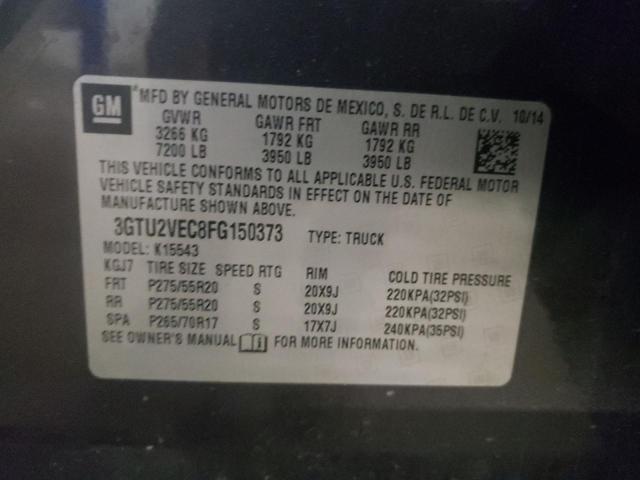 GM
*MFD BY GENERAL MOTORS DE MEXICO, S. DE R.L. DE C.V. 10/14
GVWR GAWR FRT GAWR RR
3266 KG 1792 KG 1792 KG
7200 LB 3950 LB 3950 LB
THIS VEHICLE CONFORMS TO ALL APPLICABLE U.S. FEDERAL MOTOR
VEHICLE SAFETY STANDARDS IN EFFECT ON THE DATE OF
MANUFACTURE SHOWN ABOVE.
3GTU2VEC8FG150373 TYPE: TRUCK
MODEL: K15543
KGJ7 TIRE SIZE SPEED RTG RIM COLD TIRE PRESSURE
FRT P275/55R20 S 20X9J 220KPA(32PSI)
RR P275/55R20 S 20X9J 220KPA(32PSI)
SPA P265/70R17 S 17X7J 240KPA(35PSI)
SEE OWNER'S MANUAL i FOR MORE INFORMATION.